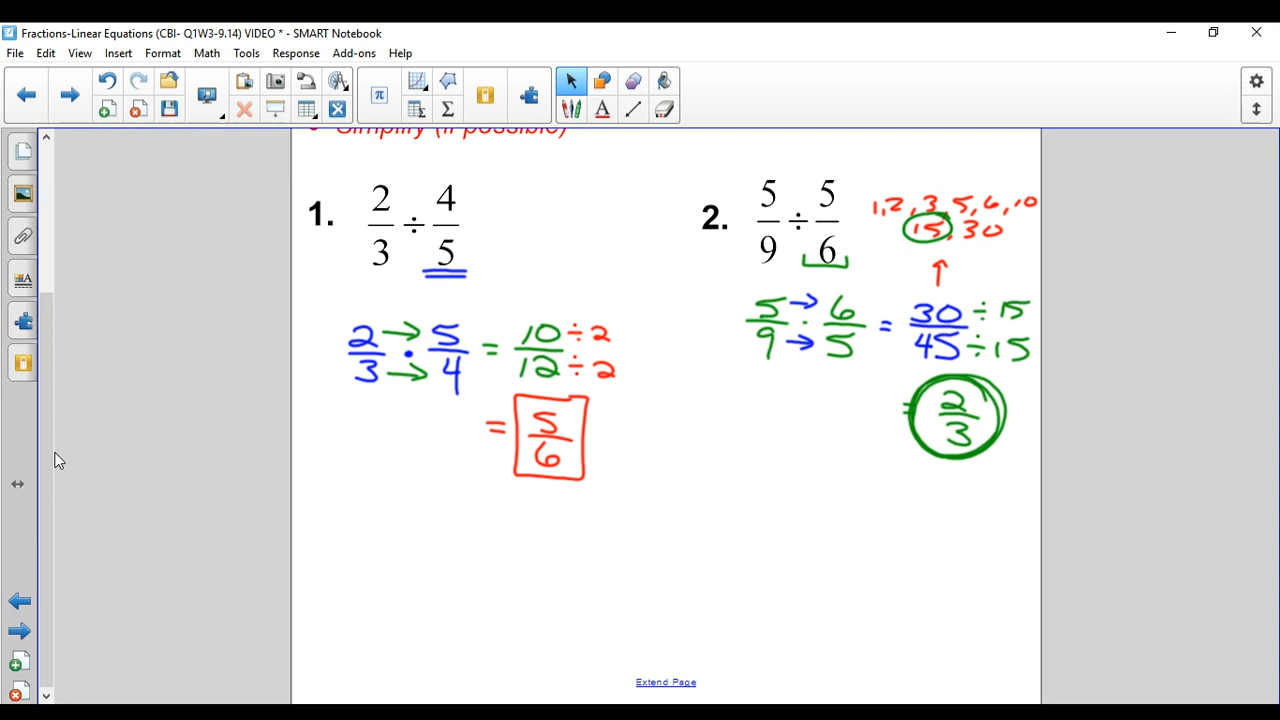 Fractions-Linear Equations (CBI- Q1W3-9.14) VIDEO * - SMART Notebook
File Edit View Insert Format Math Tools Response Add-ons Help
• Simplify (if possible)
1. 2/3 ÷ 4/5
2/3 · 5/4 = 10/12 ÷2/÷2
= 5/6
2. 5/9 ÷ 5/6
1, 2, 3, 5, 6, 10
15, 30
5/9 · 6/5 = 30/45 ÷15/÷15
= 2/3
Extend Page